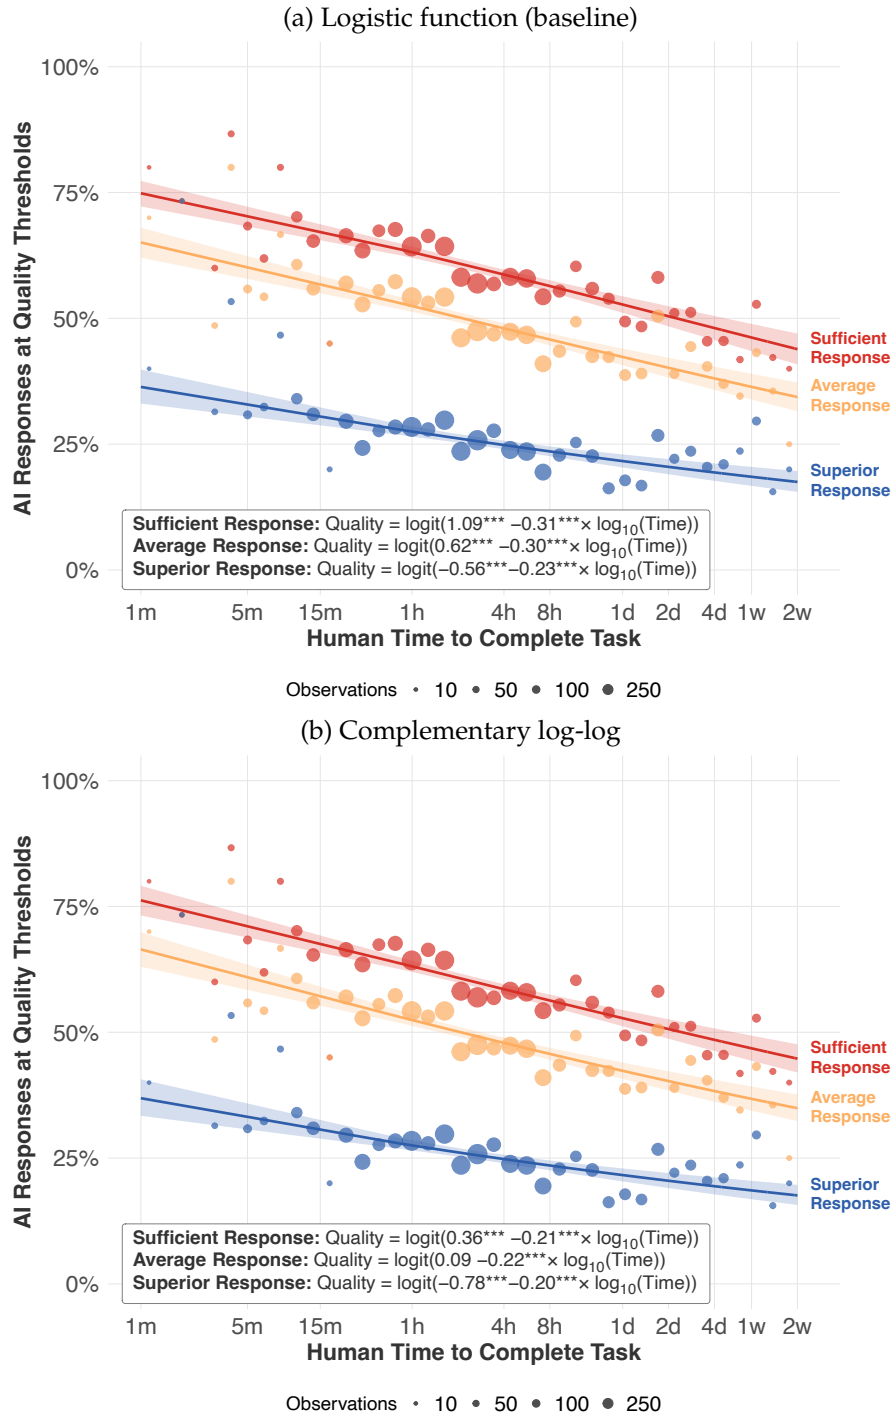 (a) Logistic function (baseline)
100%
75%
50%
25%
0%
AI Responses at Quality Thresholds
Sufficient
Response
Average
Response
Superior
Response
Sufficient Response: Quality = logit(1.09*** −0.31***× log10(Time))
Average Response: Quality = logit(0.62*** −0.30***× log10(Time))
Superior Response: Quality = logit(−0.56***−0.23***× log10(Time))
1m 5m 15m 1h 4h 8h 1d 2d 4d 1w 2w
Human Time to Complete Task
Observations 10 50 100 250
(b) Complementary log-log
100%
75%
50%
25%
0%
AI Responses at Quality Thresholds
Sufficient
Response
Average
Response
Superior
Response
Sufficient Response: Quality = logit(0.36*** −0.21***× log10(Time))
Average Response: Quality = logit(0.09 −0.22***× log10(Time))
Superior Response: Quality = logit(−0.78***−0.20***× log10(Time))
1m 5m 15m 1h 4h 8h 1d 2d 4d 1w 2w
Human Time to Complete Task
Observations 10 50 100 250